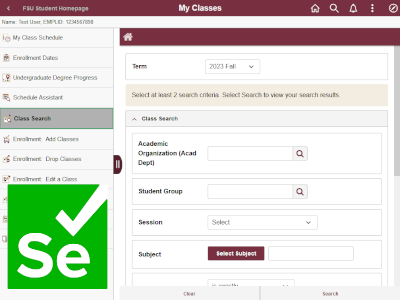 FSU Student Homepage
My Classes
Name: Test User, EMPLID: 1234567898
My Class Schedule
Enrollment Dates
Undergraduate Degree Progress
Schedule Assistant
Class Search
Enrollment: Add Classes
Enrollment: Drop Classes
Enrollment: Edit a Class
Se
Term
2023 Fall
Select at least 2 search criteria. Select Search to view your search results.
Class Search
Academic
Organization (Acad
Dept)
Student Group
Session
Select
Subject
Select Subject
Clear
Search